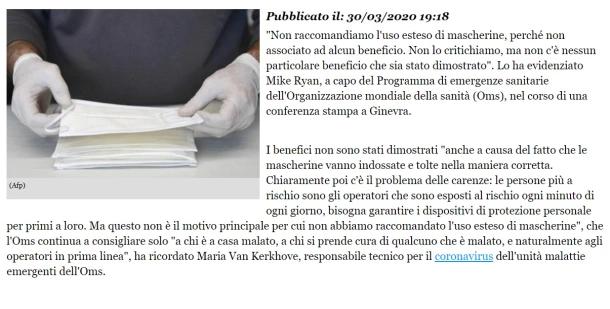 Pubblicato il: 30/03/2020 19:18
"Non raccomandiamo l'uso esteso di mascherine, perché non
associato ad alcun beneficio. Non lo critichiamo, ma non c'è nessun
particolare beneficio che sia stato dimostrato". Lo ha evidenziato
Mike Ryan, a capo del Programma di emergenze sanitarie
dell'Organizzazione mondiale della sanità (Oms), nel corso di una
conferenza stampa a Ginevra.
I benefici non sono stati dimostrati "anche a causa del fatto che le
mascherine vanno indossate e tolte nella maniera corretta.
(Afp)
Chiaramente poi c'è il problema delle carenze: le persone più a
rischio sono gli operatori che sono esposti al rischio ogni minuto di
ogni giorno, bisogna garantire i dispositivi di protezione personale
per primi a loro. Ma questo non è il motivo principale per cui non abbiamo raccomandato l'uso esteso di mascherine", che
l'Oms continua a consigliare solo "a chi è a casa malato, a chi si prende cura di qualcuno che è malato, e naturalmente agli
operatori in prima linea", ha ricordato Maria Van Kerkhove, responsabile tecnico per il coronavirus dell'unità malattie
emergenti dell'Oms.